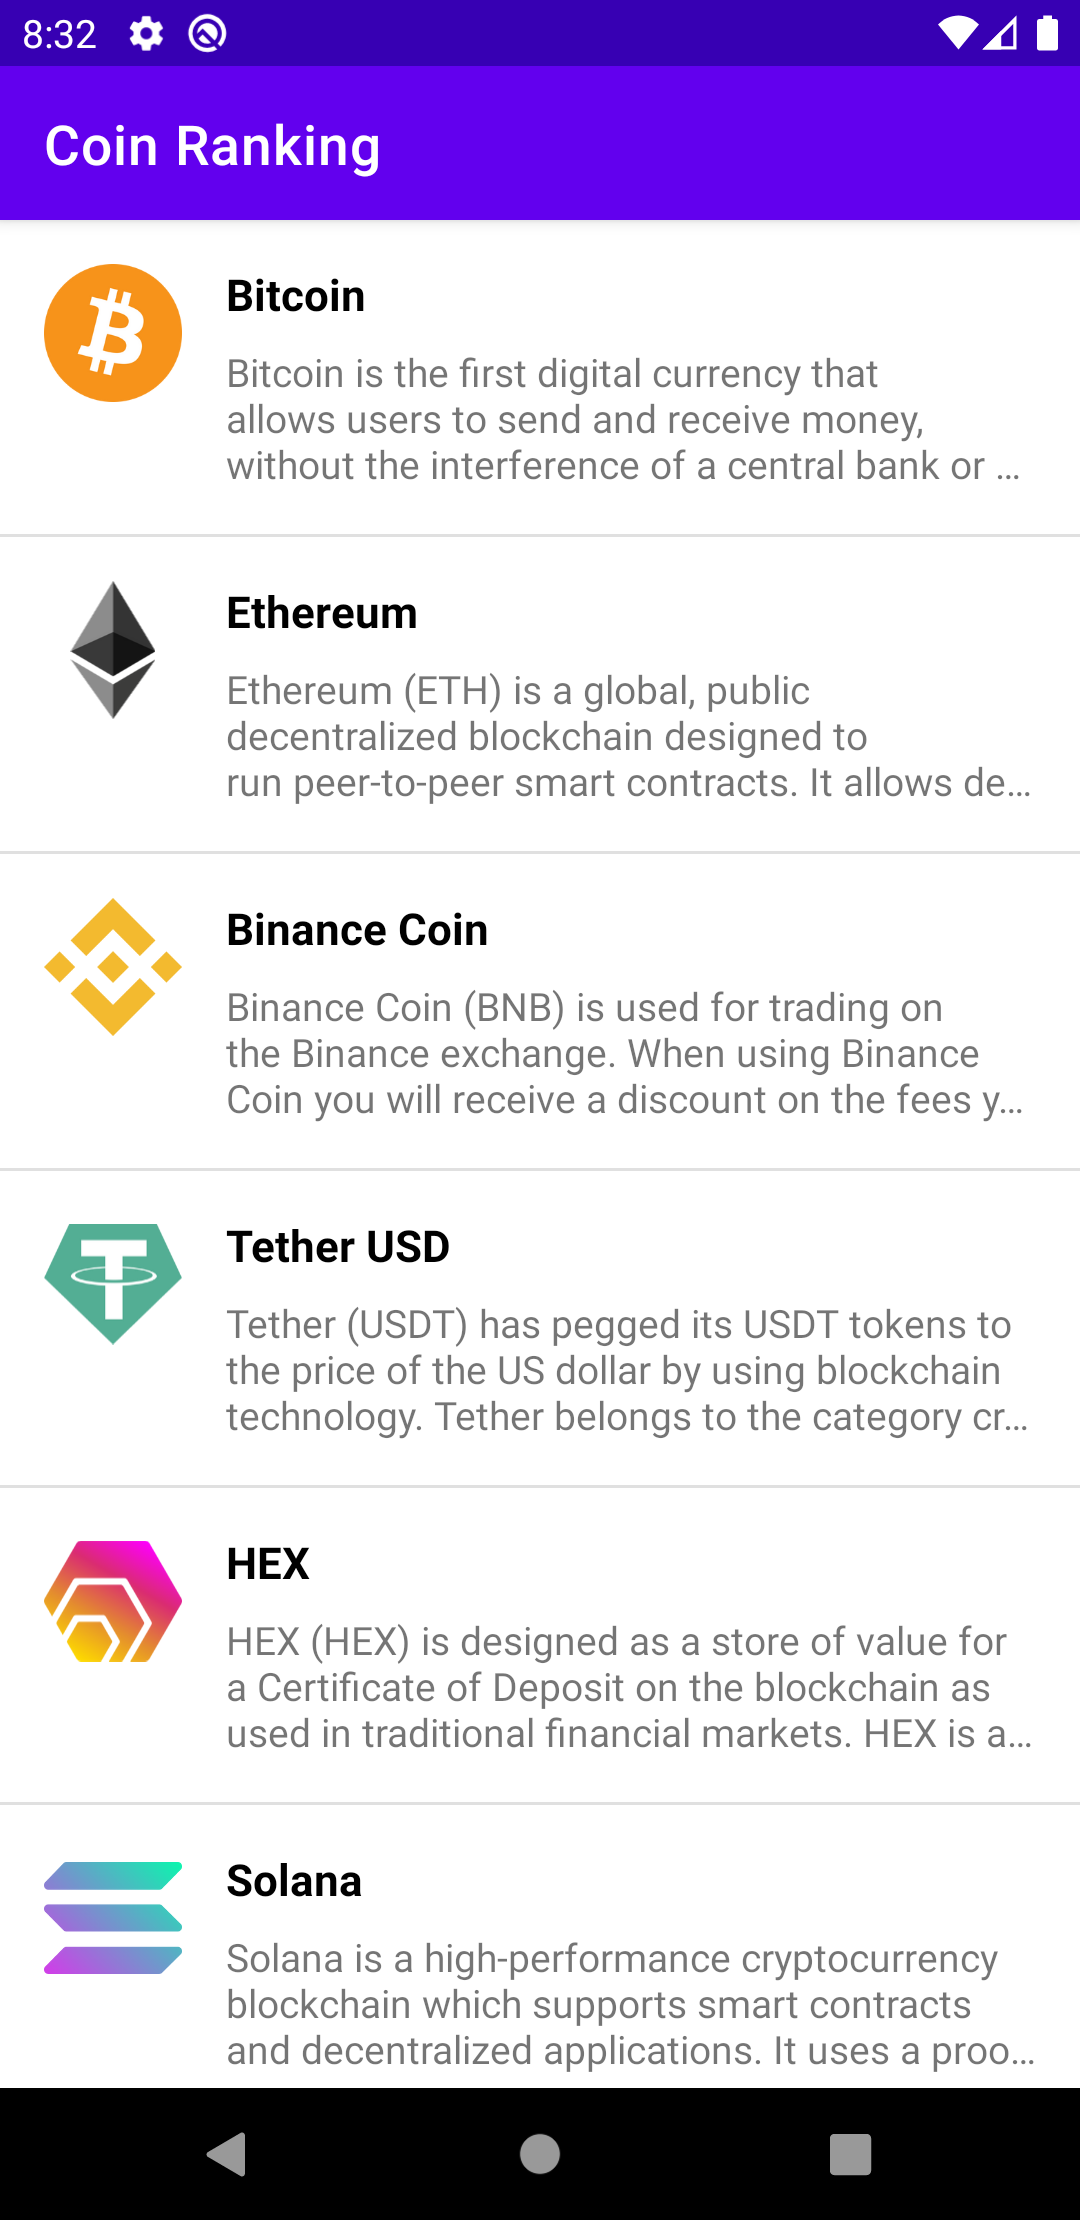 8:32
Coin Ranking
Bitcoin
Bitcoin is the first digital currency that
allows users to send and receive money,
without the interference of a central bank or ...
Ethereum
Ethereum (ETH) is a global, public
decentralized blockchain designed to
run peer-to-peer smart contracts. It allows de...
Binance Coin
Binance Coin (BNB) is used for trading on
the Binance exchange. When using Binance
Coin you will receive a discount on the fees y...
Tether USD
Tether (USDT) has pegged its USDT tokens to
the price of the US dollar by using blockchain
technology. Tether belongs to the category cr...
HEX
HEX (HEX) is designed as a store of value for
a Certificate of Deposit on the blockchain as
used in traditional financial markets. HEX is a...
Solana
Solana is a high-performance cryptocurrency
blockchain which supports smart contracts
and decentralized applications. It uses a proo...